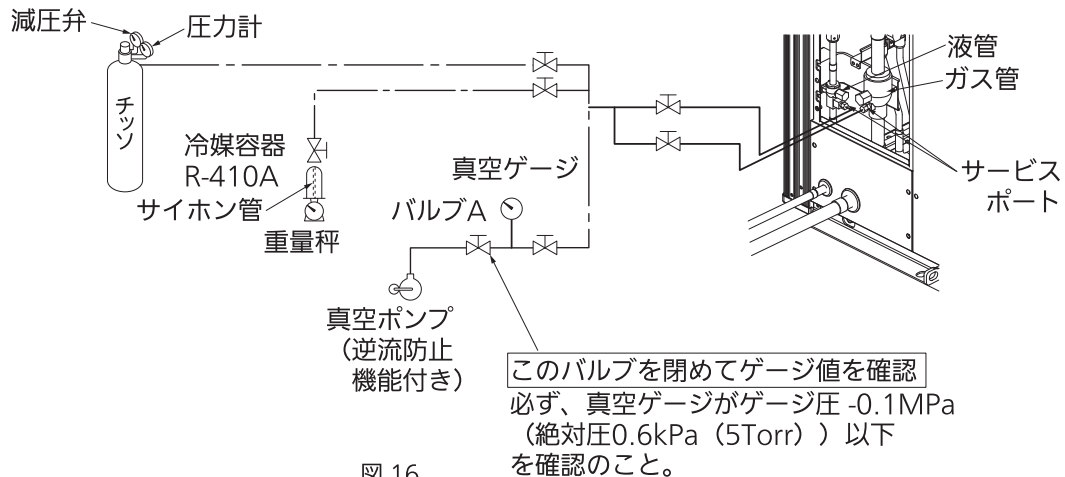 減圧弁
圧力計
チッソ
冷媒容器
R-410A
サイホン管
重量秤
真空ゲージ
バルブA
真空ポンプ
（逆流防止
機能付き）
液管
ガス管
サービス
ポート
このバルブを閉めてゲージ値を確認
必ず、真空ゲージがゲージ圧 -0.1MPa
（絶対圧0.6kPa（5Torr））以下
を確認のこと。
図 16